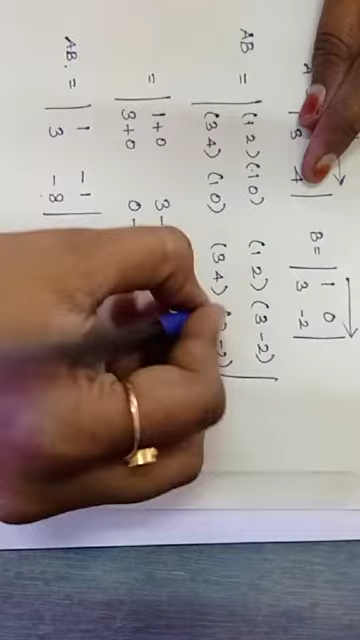 A
3 4
B = 1 0
3 -2
AB = (1 2) (1 0) (1 2) (3 -2)
(3 4) (1 0) (3 4) -2)
= 1+0 3-
3+0 0-
AB. = 1 -1
3 -8